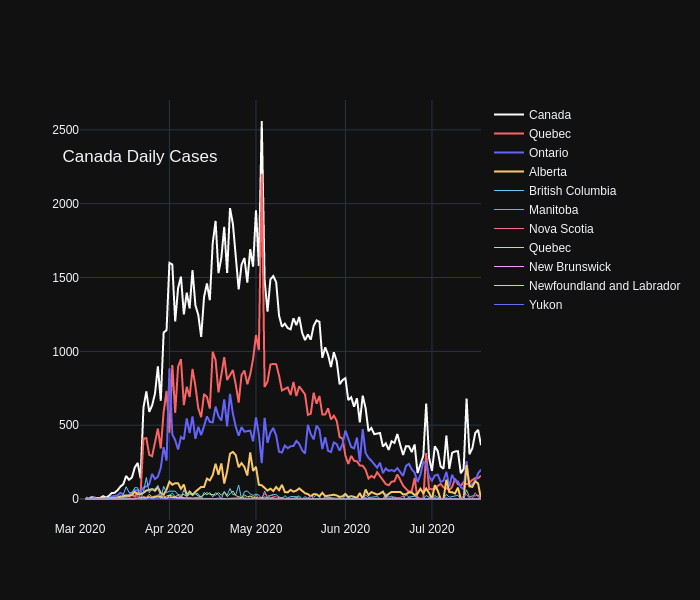 Canada Daily Cases
2500
2000
1500
1000
500
0
Mar 2020
Apr 2020
May 2020
Jun 2020
Jul 2020
Canada
Quebec
Ontario
Alberta
British Columbia
Manitoba
Nova Scotia
Quebec
New Brunswick
Newfoundland and Labrador
Yukon